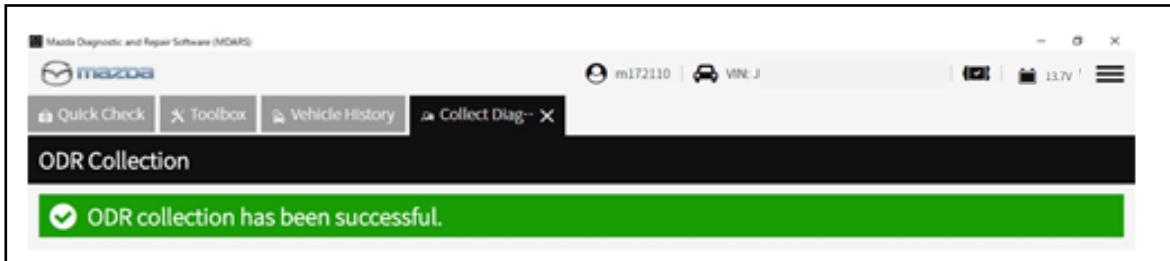 Mazda Diagnostic and Repair Software (MDARS)
mazda m172110 VIN: J 13.7V
Quick Check Toolbox Vehicle History Collect Diag--
ODR Collection
ODR collection has been successful.